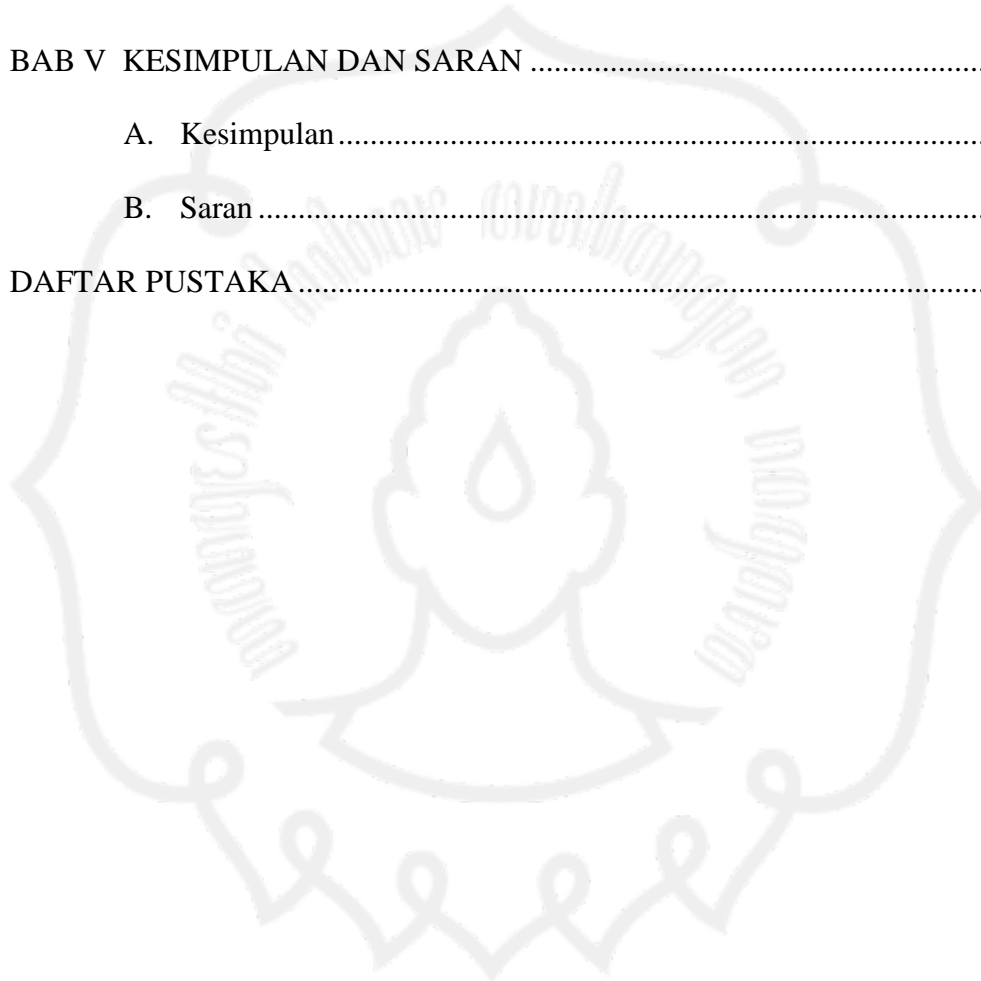 BAB V KESIMPULAN DAN SARAN ....................................................
A. Kesimpulan ...........................................................................
B. Saran .....................................................................................
DAFTAR PUSTAKA ................................................................................